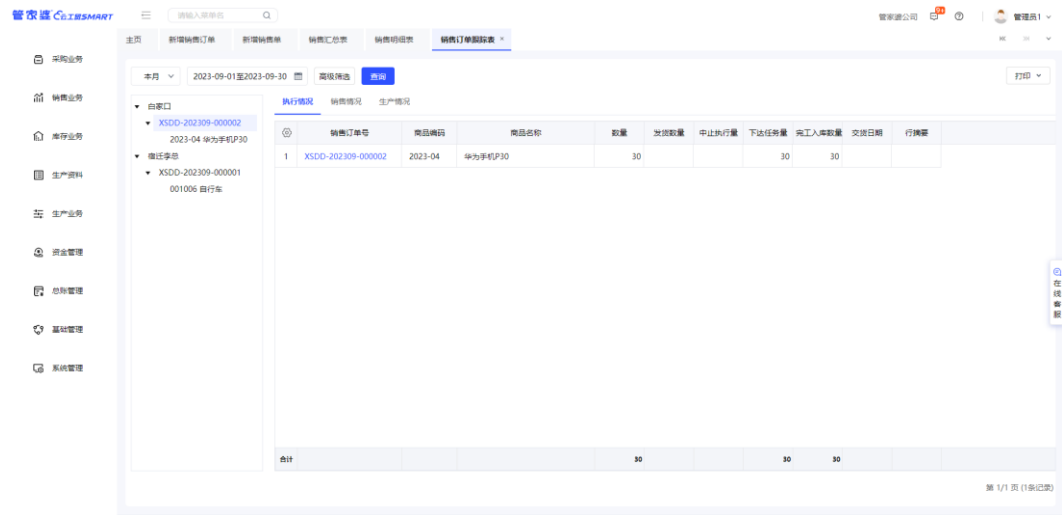 管家婆 云工贸SMART 请输入菜单名 管家婆公司 9+ 管理员1
主页 新增销售订单 新增销售单 销售汇总表 销售明细表 销售订单跟踪表 ×
采购业务
销售业务
库存业务
生产资料
生产业务
资金管理
总账管理
基础管理
系统管理
本月 2023-09-01至2023-09-30 高级筛选 查询 打印
白家口
XSDD-202309-000002
2023-04 华为手机P30
宿迁李总
XSDD-202309-000001
001006 自行车
执行情况 销售情况 生产情况
销售订单号 商品编码 商品名称 数量 发货数量 中止执行量 下达任务量 完工入库数量 交货日期 行摘要
1 XSDD-202309-000002 2023-04 华为手机P30 30 30 30
合计 30 30 30
第 1/1 页 (1条记录)
在线客服